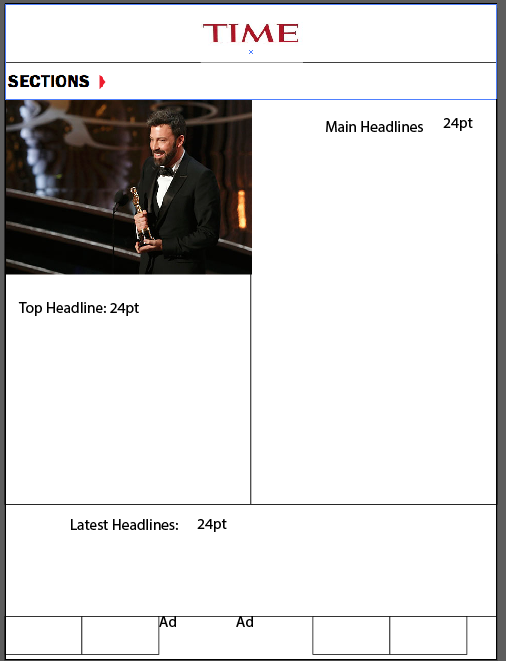 TIME
SECTIONS
Main Headlines 24pt
Top Headline: 24pt
Latest Headlines: 24pt
Ad Ad